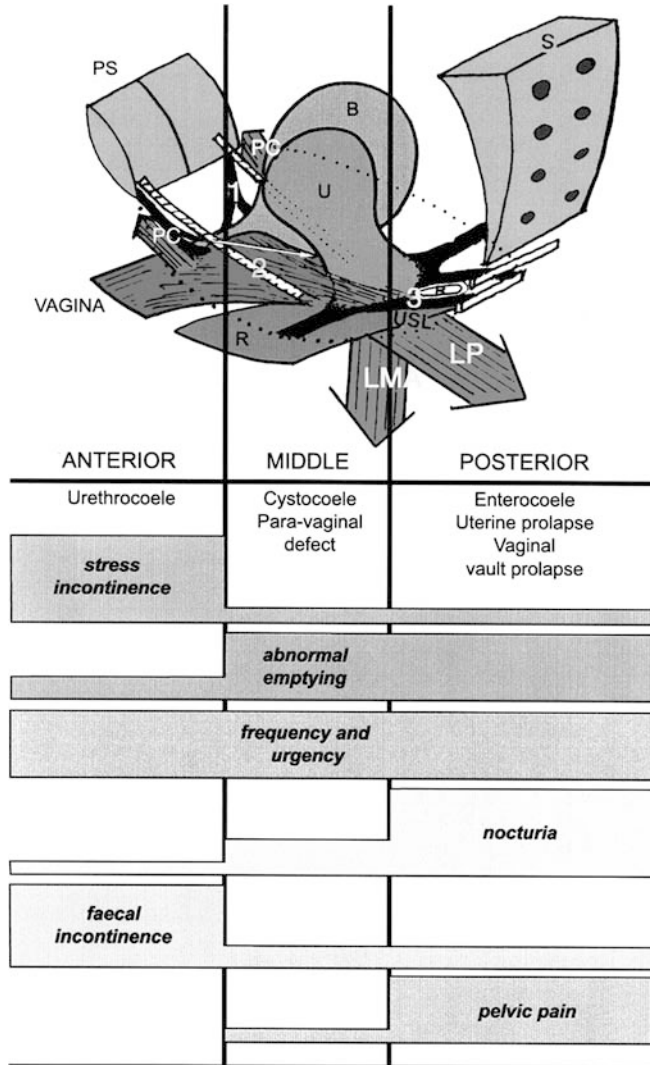 PS
S
B
PC
U
1
PC
2
VAGINA
3
R
USL
LP
LMA
ANTERIOR MIDDLE POSTERIOR
Urethrocoele Cystocoele Enterocoele
Para-vaginal Uterine prolapse
defect Vaginal
vault prolapse
stress
incontinence
abnormal
emptying
frequency and
urgency
nocturia
faecal
incontinence
pelvic pain